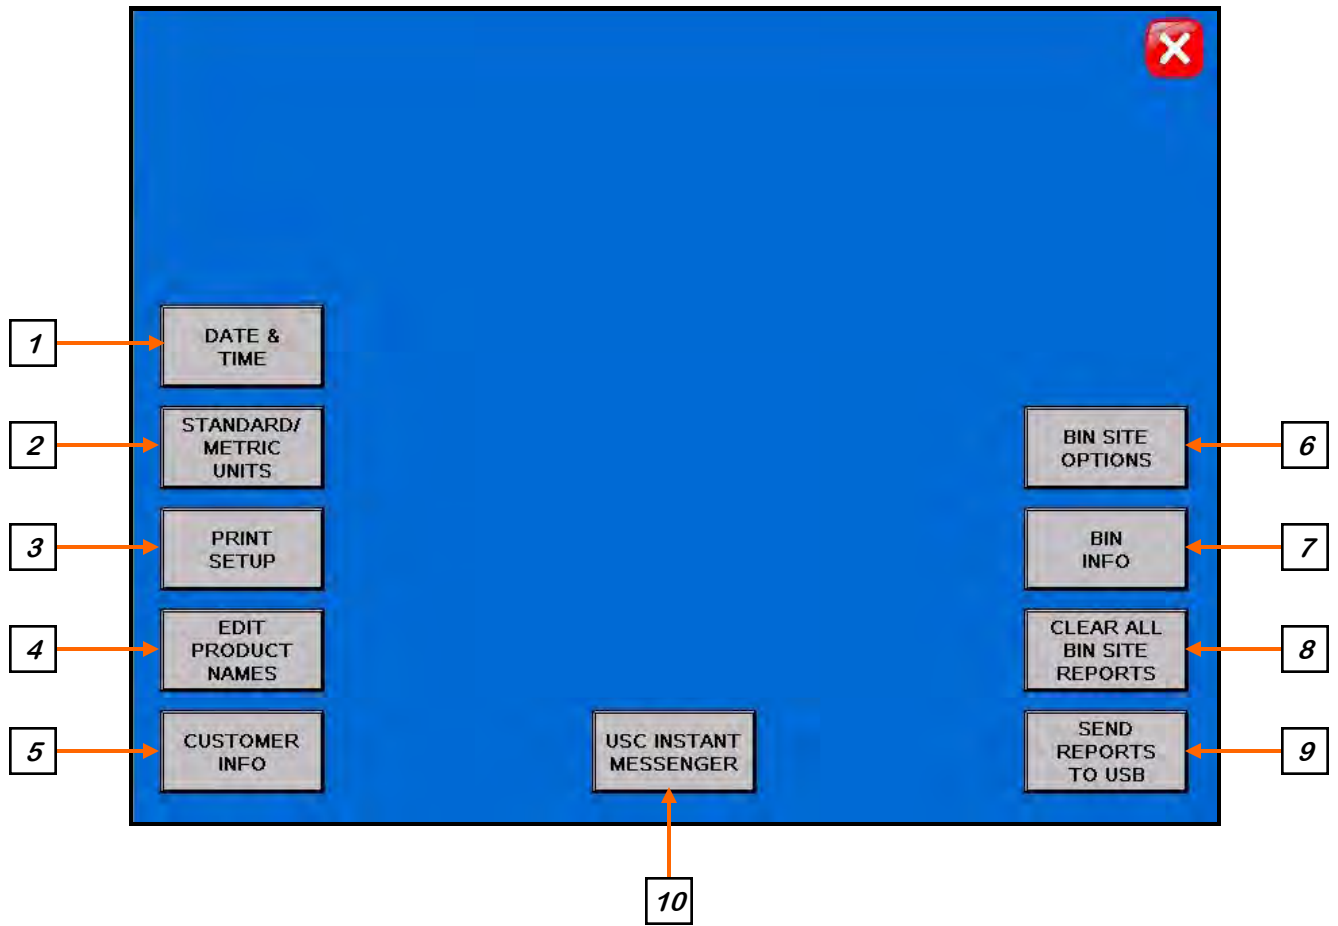 1
DATE &
TIME
2
STANDARD/
METRIC
UNITS
3
PRINT
SETUP
4
EDIT
PRODUCT
NAMES
5
CUSTOMER
INFO
USC INSTANT
MESSENGER
10
BIN SITE
OPTIONS
6
BIN
INFO
7
CLEAR ALL
BIN SITE
REPORTS
8
SEND
REPORTS
TO USB
9